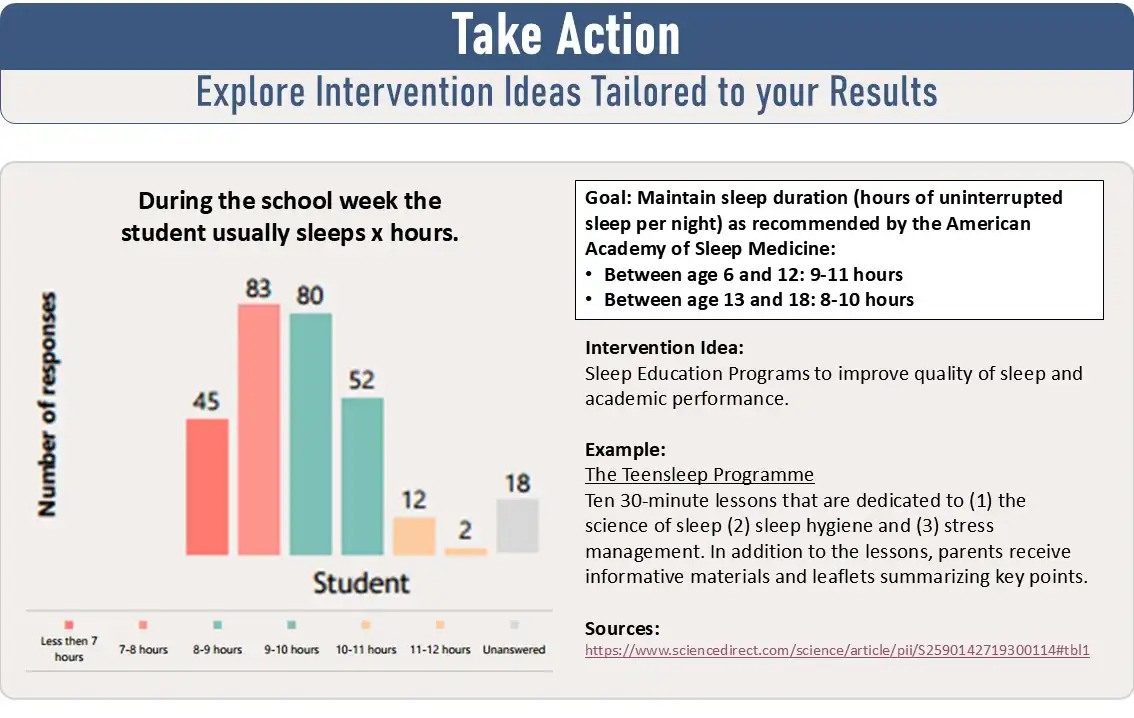 Take Action
Explore Intervention Ideas Tailored to your Results
During the school week the
student usually sleeps x hours.
Number of responses
45
83
80
52
12
2
18
Student
Less then 7
hours
7-8 hours
8-9 hours
9-10 hours
10-11 hours
11-12 hours
Unanswered
Goal: Maintain sleep duration (hours of uninterrupted
sleep per night) as recommended by the American
Academy of Sleep Medicine:
• Between age 6 and 12: 9-11 hours
• Between age 13 and 18: 8-10 hours
Intervention Idea:
Sleep Education Programs to improve quality of sleep and
academic performance.
Example:
The Teensleep Programme
Ten 30-minute lessons that are dedicated to (1) the
science of sleep (2) sleep hygiene and (3) stress
management. In addition to the lessons, parents receive
informative materials and leaflets summarizing key points.
Sources:
https://www.sciencedirect.com/science/article/pii/S2590142719300114#tbl1